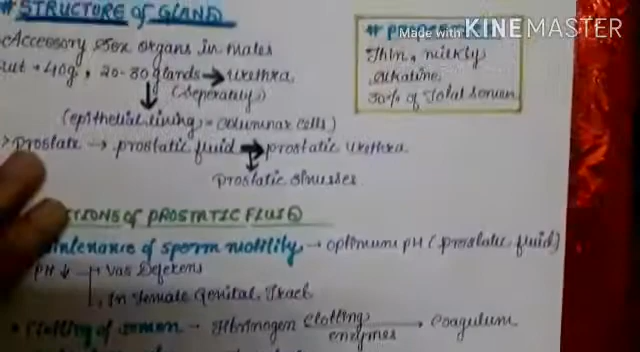 # STRUCTURE of GLAND
Made with KINEMASTER
# PROPERTIES
Accessory sex organs in males
wt → 40g, 20-30 glands → urethra
(Seperately)
(epithelial lining = columnar cells)
Thin, milky
alkaline
30% of Total semen
> Prostate → prostatic fluid → prostatic urethra
Prostatic sinuses
CTIONS of PROSTATIC FLUID
intenance of sperm motility → optimum pH (prostatic fluid)
pH ↓ → Vas Deferens
→ In Female Genital Tract
• Clotting of semen → Fibrinogen clotting enzymes → Coagulum